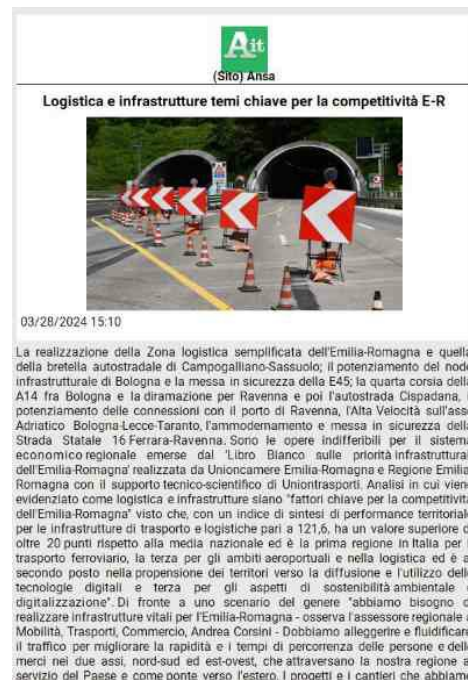 Ait
(Sito) Ansa
Logistica e infrastrutture temi chiave per la competitività E-R
03/28/2024 15:10
La realizzazione della Zona logistica semplificata dell'Emilia-Romagna e quella
della bretella autostradale di Campogalliano-Sassuolo; il potenziamento del nodo
infrastrutturale di Bologna e la messa in sicurezza della E45; la quarta corsia della
A14 fra Bologna e la diramazione per Ravenna e poi l'autostrada Cispadana, il
potenziamento delle connessioni con il porto di Ravenna, l'Alta Velocità sull'asse
Adriatico Bologna-Lecce-Taranto, l'ammodernamento e messa in sicurezza della
Strada Statale 16 Ferrara-Ravenna. Sono le opere indifferibili per il sistema
economico regionale emerse dal 'Libro Bianco sulle priorità infrastrutturali
dell'Emilia-Romagna' realizzata da Unioncamere Emilia-Romagna e Regione Emilia-
Romagna con il supporto tecnico-scientifico di Uniontrasporti. Analisi in cui viene
evidenziato come logistica e infrastrutture siano "fattori chiave per la competitività
dell'Emilia-Romagna" visto che, con un indice di sintesi di performance territoriale
per le infrastrutture di trasporto e logistiche pari a 121,6, ha un valore superiore di
oltre 20 punti rispetto alla media nazionale ed è la prima regione in Italia per il
trasporto ferroviario, la terza per gli ambiti aeroportuali e nella logistica ed è al
secondo posto nella propensione dei territori verso la diffusione e l'utilizzo delle
tecnologie digitali e terza per gli aspetti di sostenibilità ambientale e
digitalizzazione". Di fronte a uno scenario del genere "abbiamo bisogno di
realizzare infrastrutture vitali per l'Emilia-Romagna - osserva l'assessore regionale a
Mobilità, Trasporti, Commercio, Andrea Corsini - Dobbiamo alleggerire e fluidificare
il traffico per migliorare la rapidità e i tempi di percorrenza delle persone e delle
merci nei due assi, nord-sud ed est-ovest, che attraversano la nostra regione al
servizio del Paese e come ponte verso l'estero. I progetti e i cantieri che abbiamo